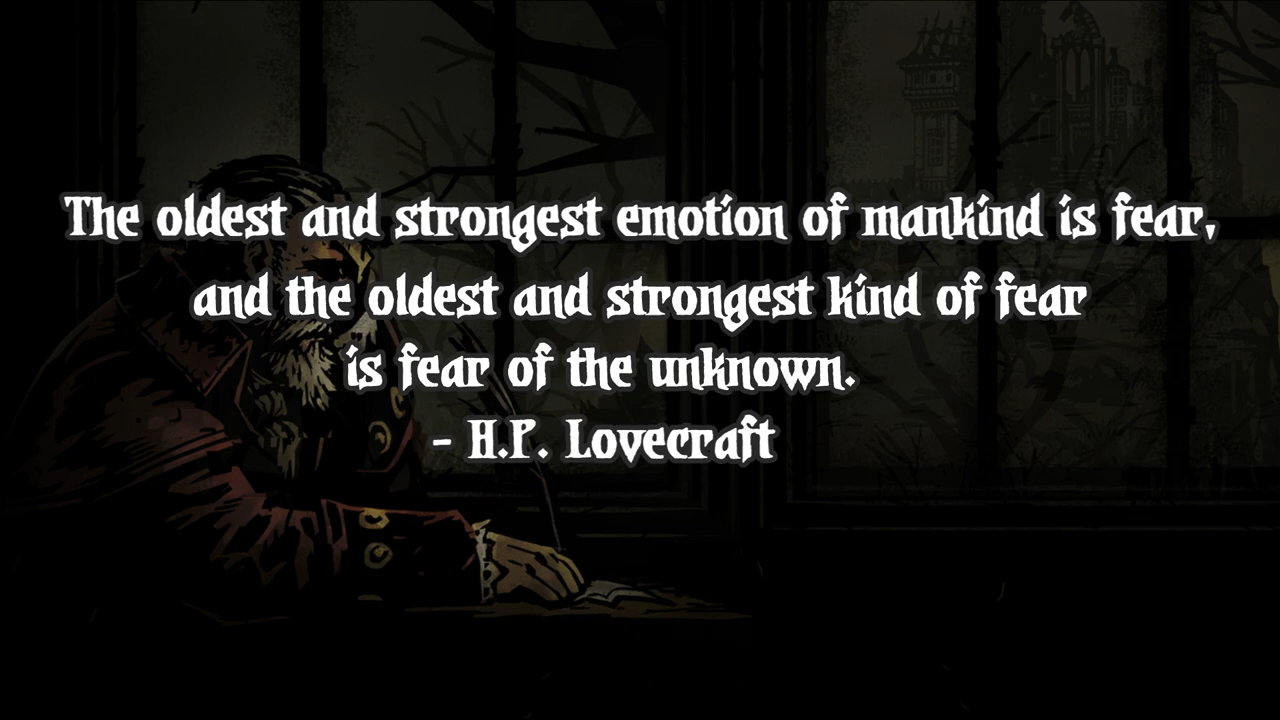 The oldest and strongest emotion of mankind is fear,
and the oldest and strongest kind of fear
is fear of the unknown.
- H.P. Lovecraft